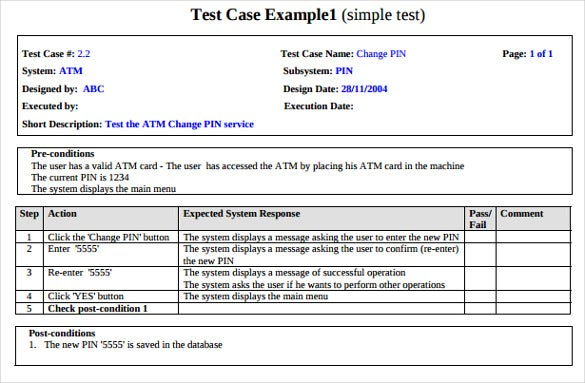 Test Case Example1 (simple test)
Test Case #: 2.2 Test Case Name: Change PIN Page: 1 of 1
System: ATM Subsystem: PIN
Designed by: ABC Design Date: 28/11/2004
Executed by: Execution Date:
Short Description: Test the ATM Change PIN service
Pre-conditions
The user has a valid ATM card - The user has accessed the ATM by placing his ATM card in the machine
The current PIN is 1234
The system displays the main menu
Step Action Expected System Response Pass/ Comment
Fail
1 Click the 'Change PIN' button The system displays a message asking the user to enter the new PIN
2 Enter '5555' The system displays a message asking the user to confirm (re-enter)
the new PIN
3 Re-enter '5555' The system displays a message of successful operation
The system asks the user if he wants to perform other operations
4 Click 'YES' button The system displays the main menu
5 Check post-condition 1
Post-conditions
1. The new PIN '5555' is saved in the database